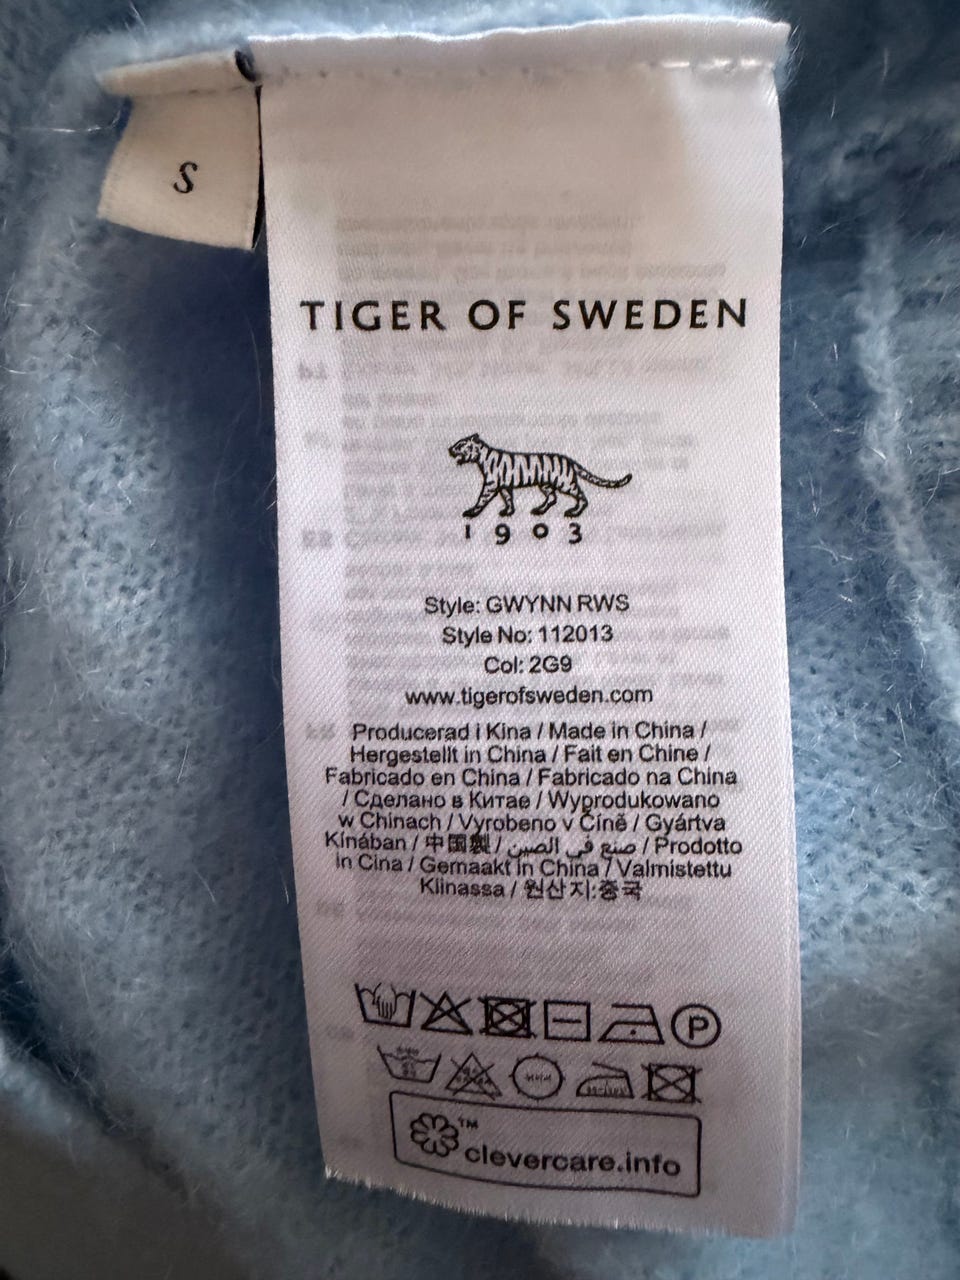 S
TIGER OF SWEDEN
1903
Style: GWYNN RWS
Style No: 112013
Col: 2G9
www.tigerofsweden.com
Producerad i Kina / Made in China /
Hergestellt in China / Fait en Chine /
Fabricado en China / Fabricado na China
/ Сделано в Китае / Wyprodukowano
w Chinach / Vyrobeno v Číně / Gyártva
Kínában / 中国製 / صنع في الصين / Prodotto
in Cina / Gemaakt in China / Valmistettu
Kiinassa / 원산지:중국
P
™
clevercare.info